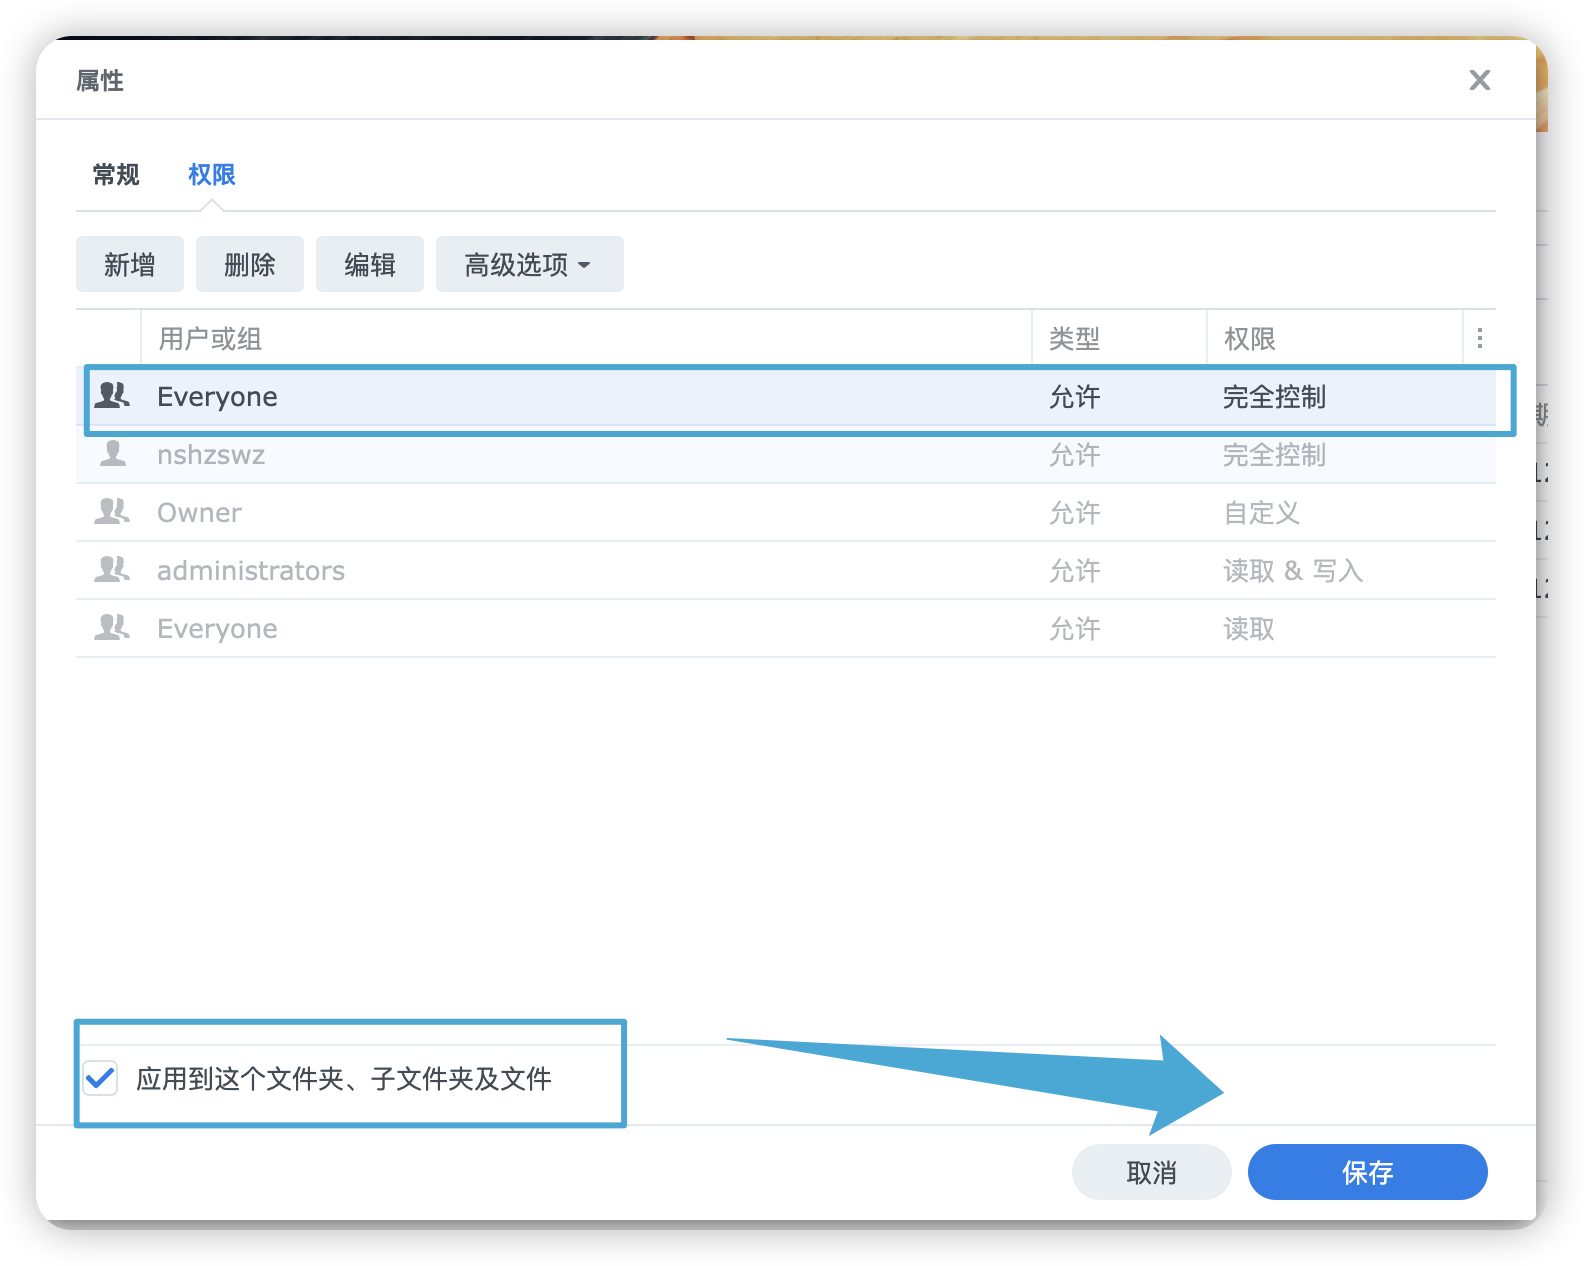 属性
常规 权限
新增 删除 编辑 高级选项
用户或组 类型 权限
Everyone 允许 完全控制
nshzswz 允许 完全控制
Owner 允许 自定义
administrators 允许 读取 & 写入
Everyone 允许 读取
应用到这个文件夹、子文件夹及文件
取消 保存